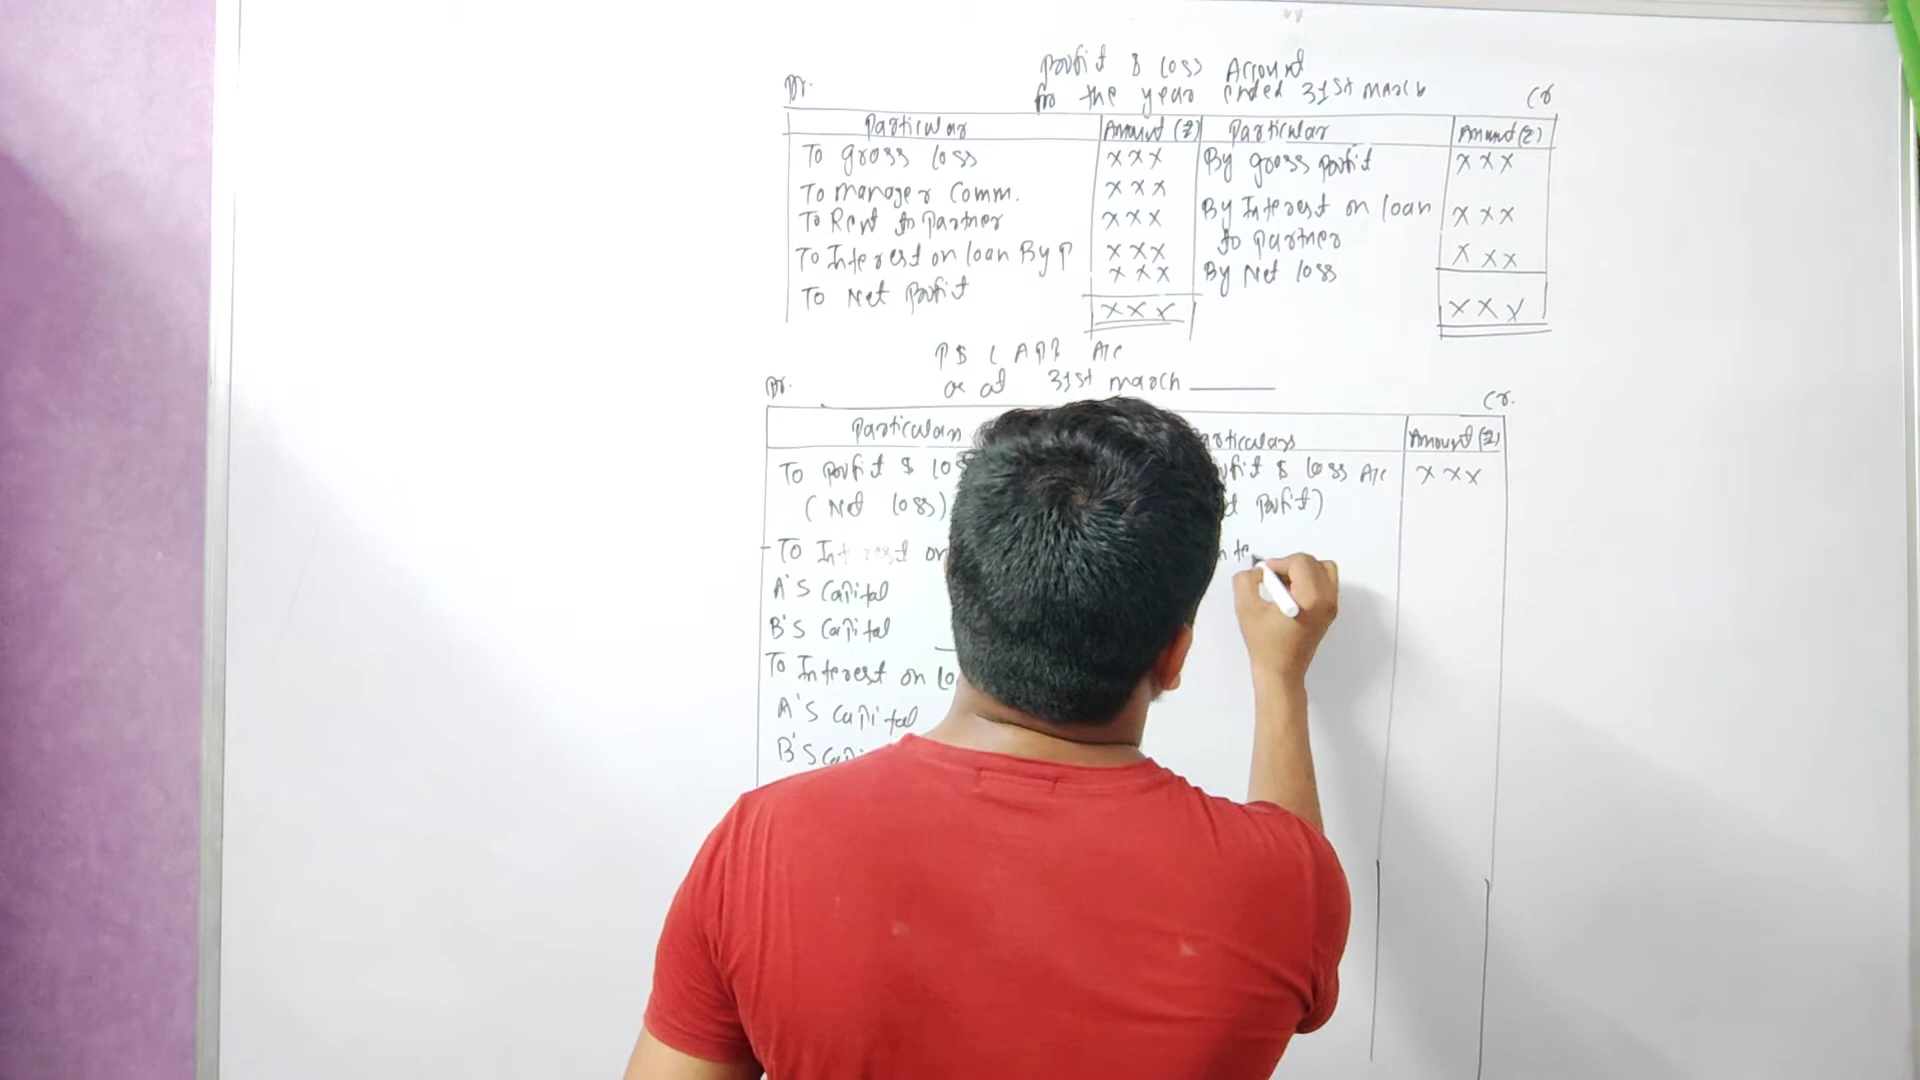 Profit $ loss Account
for the year ended 31st march
Dr.
Cr
Particular
Amount (₹)
Particular
Amount (₹)
To gross loss
xxx
By gross profit
xxx
To manager Comm.
xxx
To Rent to partner
xxx
By Interest on loan
to partner
xxx
To Interest on loan By P
xxx
By Net loss
xxx
To Net profit
xxx
xxx
xxx
P $ L APP A/c
as at 31st march
Dr.
Cr.
Particulars
Particulars
Amount (₹)
To profit $ loss
profit $ loss A/c
xxx
(Net loss)
profit)
To Interest on
A's Capital
B's Capital
To Interest on lo
A's Capital
B's